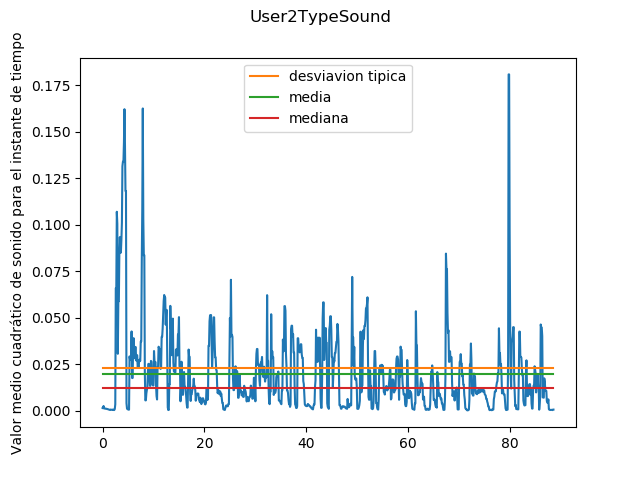 User2TypeSound
Valor medio cuadrático de sonido para el instante de tiempo
desviavion tipica
media
mediana
0.175
0.150
0.125
0.100
0.075
0.050
0.025
0.000
0 20 40 60 80